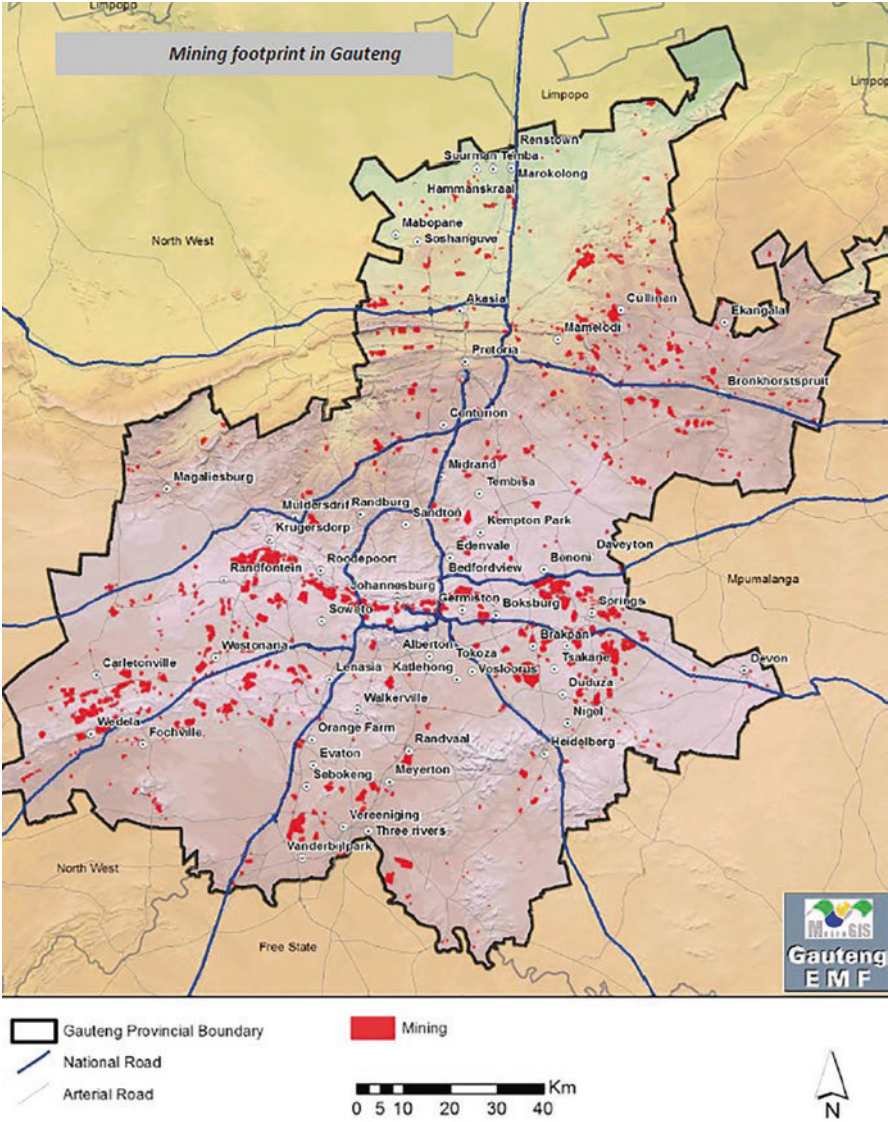 Limpopo
Mining footprint in Gauteng
Limpopo
Limpop
Renstown
Suurman Temba
Marokolong
Hammanskraal
Mabopane
North West
Soshanguve
Akasia
Cullinan
Ekangala
Mamelodi
Pretoria
Bronkhorstspruit
Centurion
Midrand
Magaliesburg
Tembisa
Muldersdrif
Randburg
Sandton
Kempton Park
Krugersdorp
Edenvale
Daveyton
Roodepoort
Bedfordview
Benoni
Randfontein
Mpumalanga
Johannesburg
Germiston
Boksburg
Springs
Soweto
Brakpan
Westonaria
Alberton
Tokoza
Tsakane
Devon
Carletonville
Lenasia
Katlehong
Vosloorus
Duduza
Walkerville
Nigel
Wedela
Fochville
Orange Farm
Randvaal
Heidelberg
Evaton
Sebokeng
Meyerton
Vereeniging
Three rivers
Vanderbijlpark
North West
Free State
MetroGIS
Gauteng
EMF
Gauteng Provincial Boundary
Mining
National Road
Arterial Road
Km
0 5 10 20 30 40
N